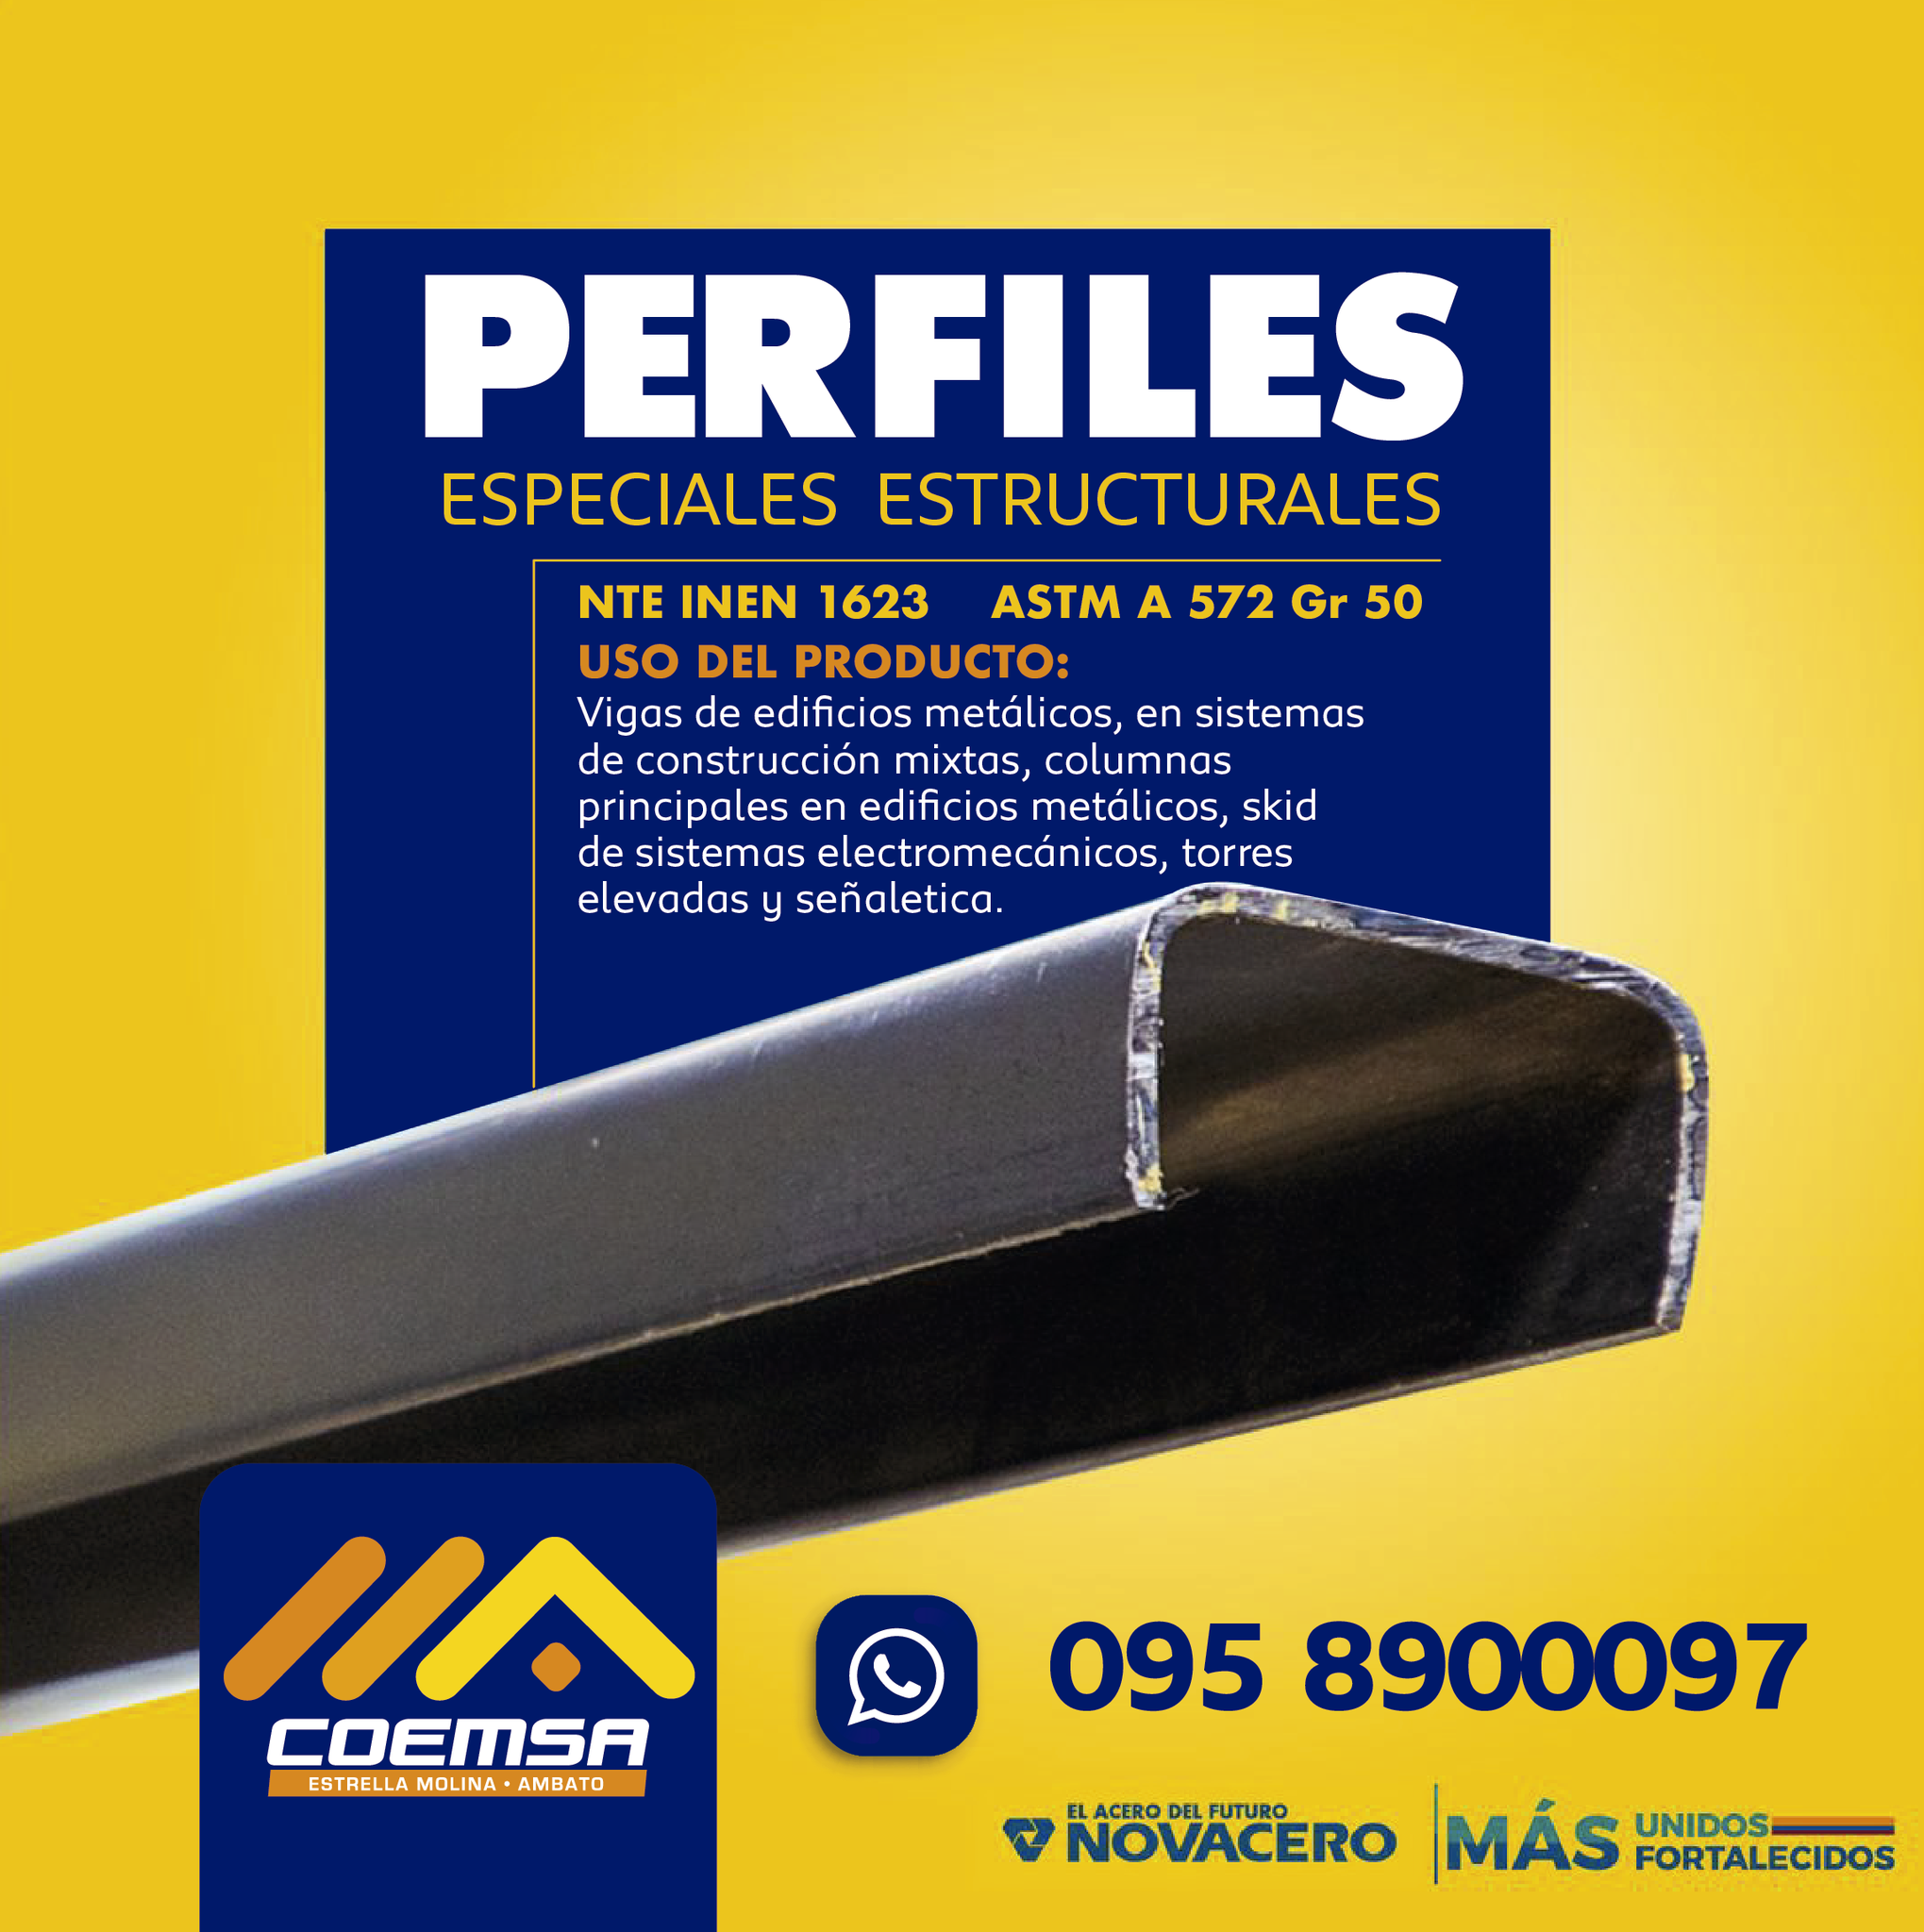 PERFILES
ESPECIALES ESTRUCTURALES
NTE INEN 1623 ASTM A 572 Gr 50
USO DEL PRODUCTO:
Vigas de edificios metálicos, en sistemas
de construcción mixtas, columnas
principales en edificios metálicos, skid
de sistemas electromecánicos, torres
elevadas y señaletica.
COEMSA
ESTRELLA MOLINA • AMBATO
095 8900097
EL ACERO DEL FUTURO
NOVACERO
MÁS UNIDOS
FORTALECIDOS